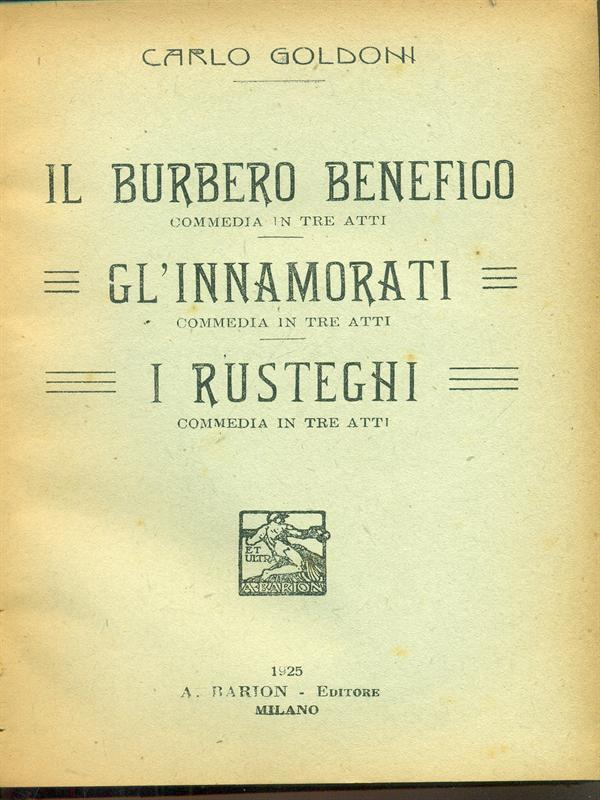 CARLO GOLDONI
IL BURBERO BENEFICO
COMMEDIA IN TRE ATTI
GL'INNAMORATI
COMMEDIA IN TRE ATTI
I RUSTEGHI
COMMEDIA IN TRE ATTI
ET
ULTRA
A·BARION
1925
A. BARION - EDITORE
MILANO